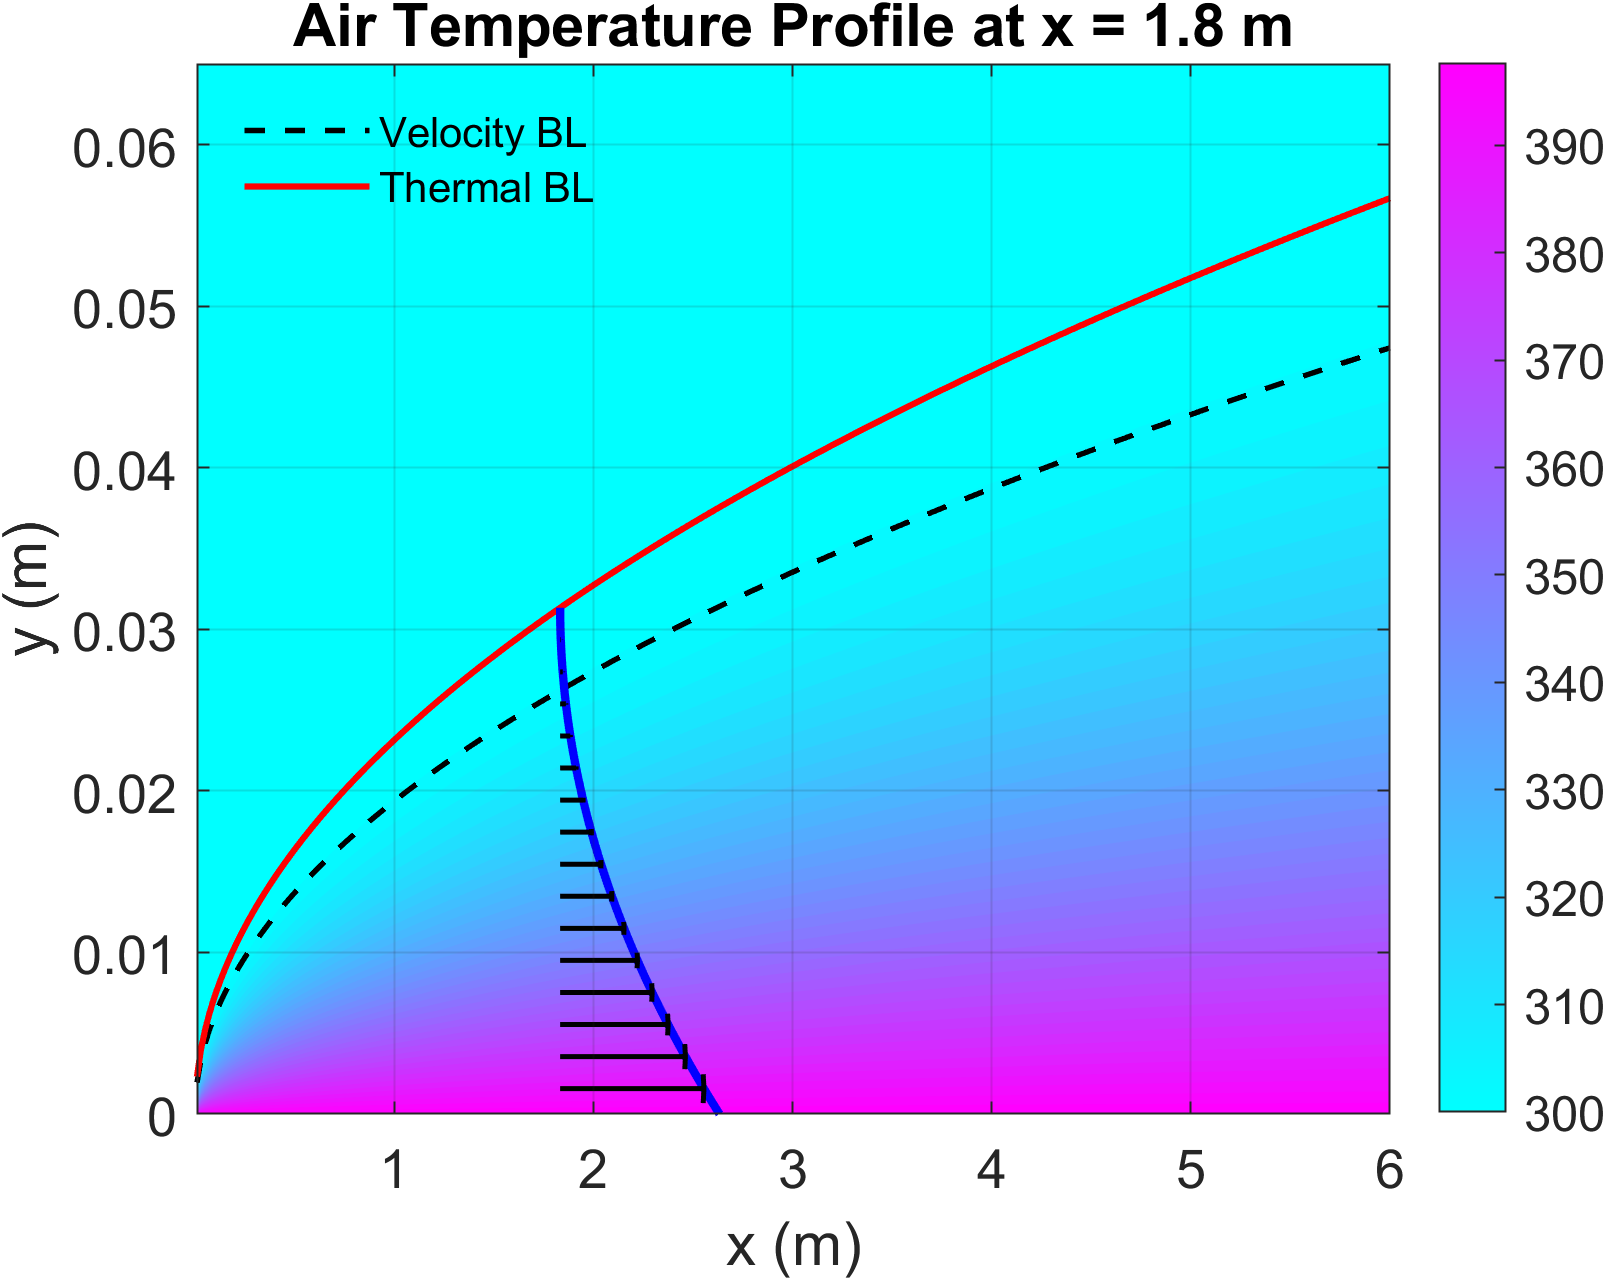 Air Temperature Profile at x = 1.8 m
Velocity BL
Thermal BL
0.06
0.05
0.04
0.03
0.02
0.01
0
y (m)
1 2 3 4 5 6
x (m)
390
380
370
360
350
340
330
320
310
300